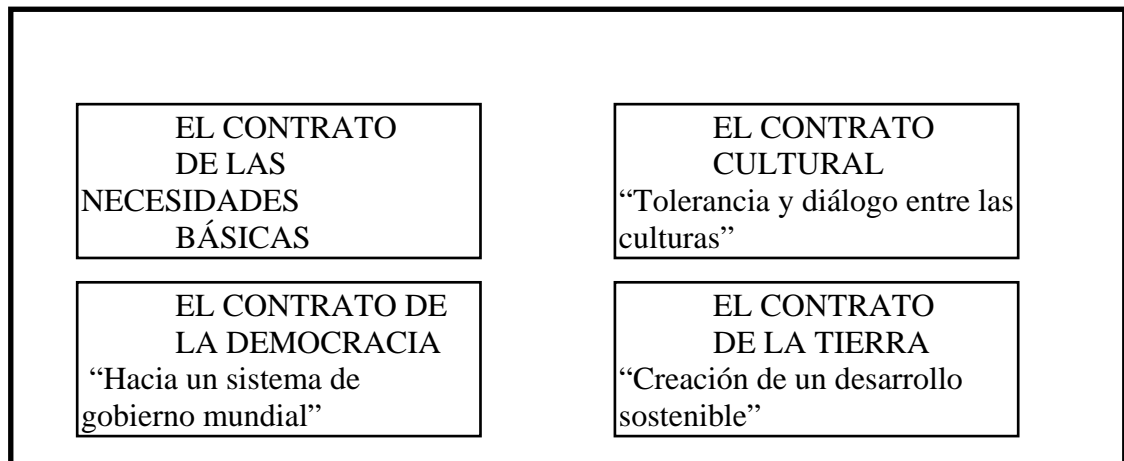 EL CONTRATO
DE LAS
NECESIDADES
BÁSICAS
EL CONTRATO
CULTURAL
“Tolerancia y diálogo entre las
culturas”
EL CONTRATO DE
LA DEMOCRACIA
“Hacia un sistema de
gobierno mundial”
EL CONTRATO
DE LA TIERRA
“Creación de un desarrollo
sostenible”